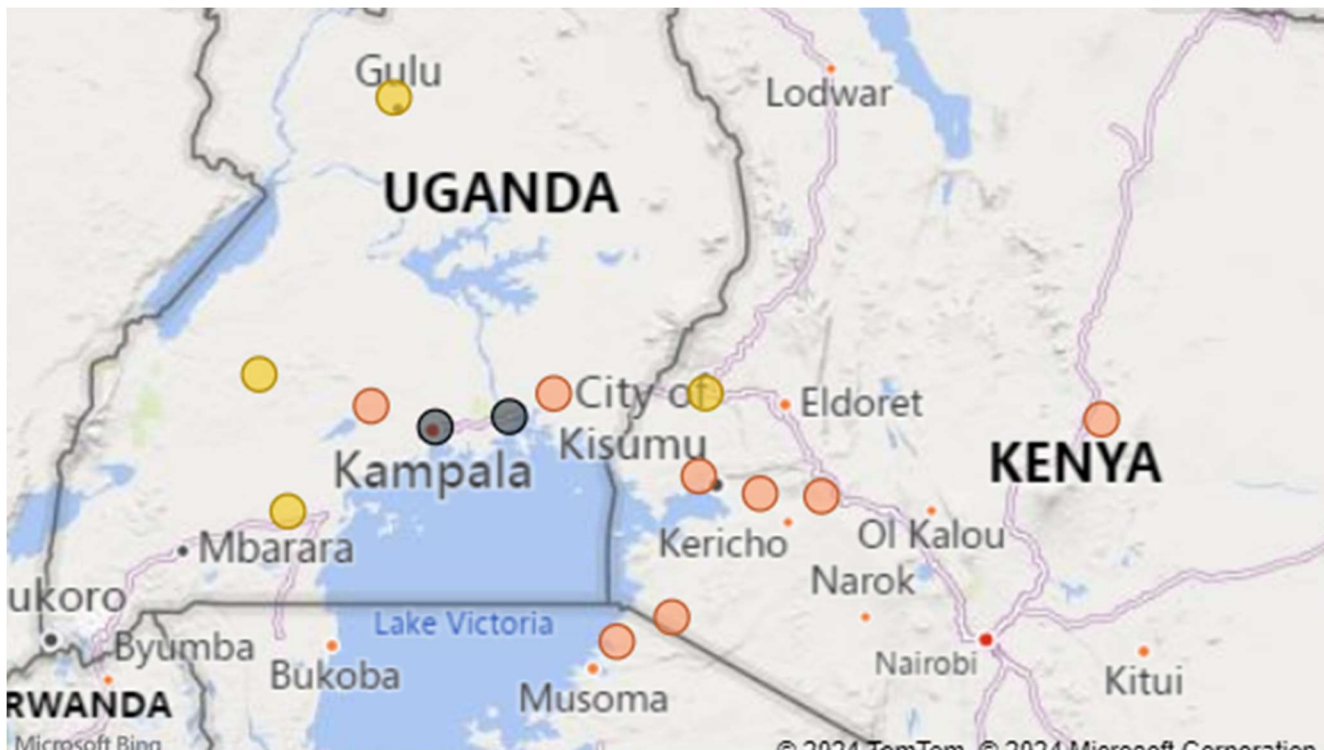 Gulu
Lodwar
UGANDA
City of
Kisumu
Eldoret
KENYA
Kampala
Ol Kalou
Kericho
Mbarara
Narok
ukoro
Lake Victoria
Byumba
Nairobi
Bukoba
Kitui
Musoma
RWANDA
Microsoft Bing
© 2024 TomTom, © 2024 Microsoft Corporation